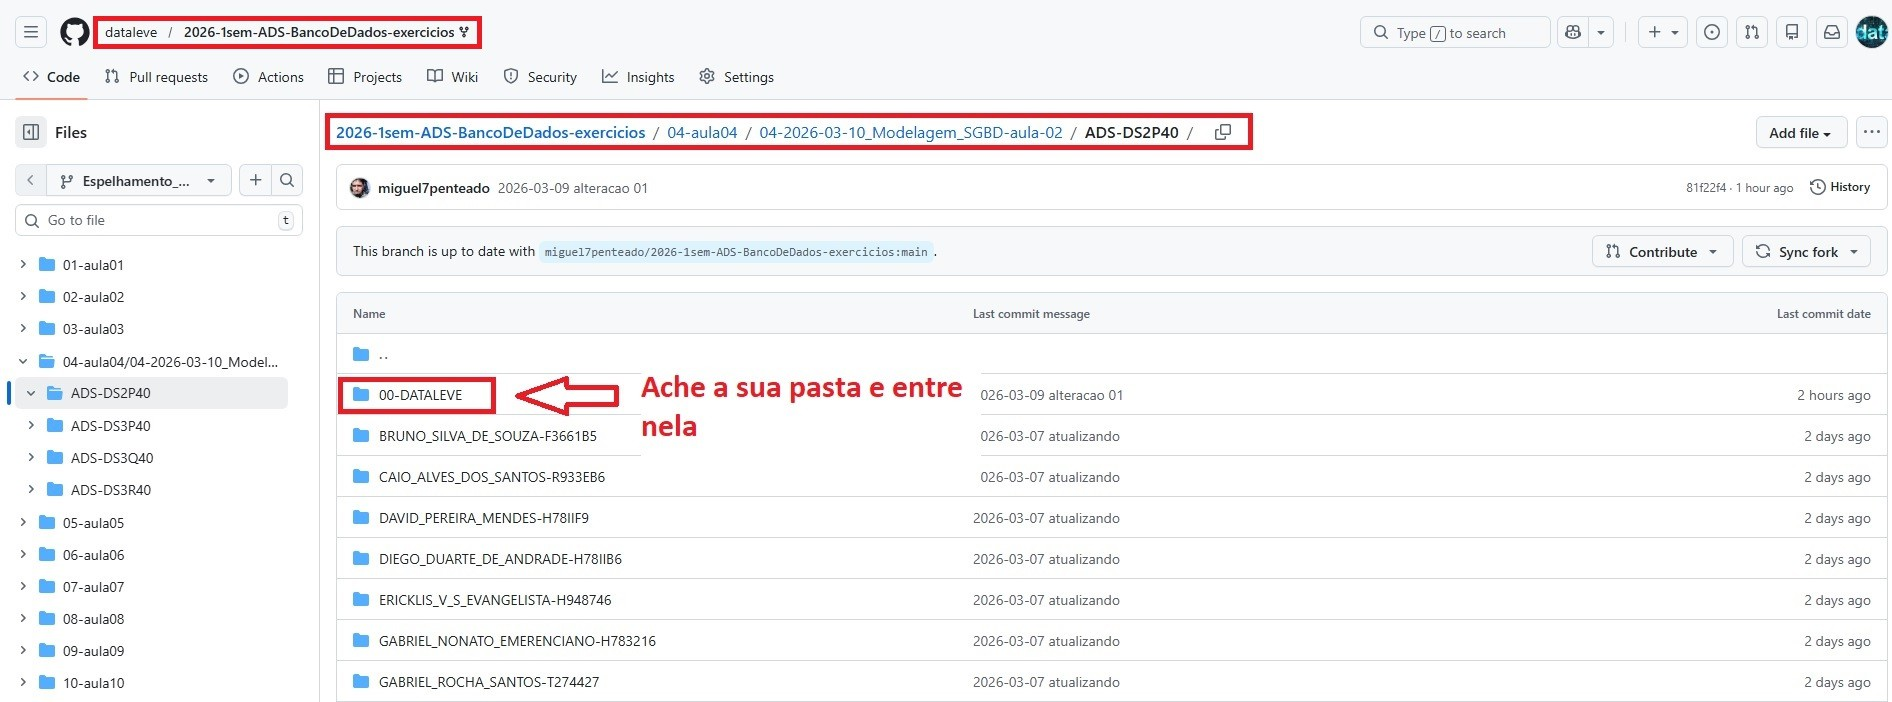 dataleve / 2026-1sem-ADS-BancoDeDados-exercicios
Type / to search
Code Pull requests Actions Projects Wiki Security Insights Settings
Files
Espelhamento_...
Go to file t
01-aula01
02-aula02
03-aula03
04-aula04/04-2026-03-10_Model...
ADS-DS2P40
ADS-DS3P40
ADS-DS3Q40
ADS-DS3R40
05-aula05
06-aula06
07-aula07
08-aula08
09-aula09
10-aula10
2026-1sem-ADS-BancoDeDados-exercicios / 04-aula04 / 04-2026-03-10_Modelagem_SGBD-aula-02 / ADS-DS2P40 /
Add file
miguel7penteado 2026-03-09 alteracao 01 81f22f4 · 1 hour ago History
This branch is up to date with miguel7penteado/2026-1sem-ADS-BancoDeDados-exercicios:main .
Contribute Sync fork
Name Last commit message Last commit date
..
00-DATALEVE 026-03-09 alteracao 01 2 hours ago
Ache a sua pasta e entre
nela
BRUNO_SILVA_DE_SOUZA-F3661B5 026-03-07 atualizando 2 days ago
CAIO_ALVES_DOS_SANTOS-R933EB6 026-03-07 atualizando 2 days ago
DAVID_PEREIRA_MENDES-H78IIF9 2026-03-07 atualizando 2 days ago
DIEGO_DUARTE_DE_ANDRADE-H78IIB6 2026-03-07 atualizando 2 days ago
ERICKLIS_V_S_EVANGELISTA-H948746 2026-03-07 atualizando 2 days ago
GABRIEL_NONATO_EMERENCIANO-H783216 2026-03-07 atualizando 2 days ago
GABRIEL_ROCHA_SANTOS-T274427 2026-03-07 atualizando 2 days ago